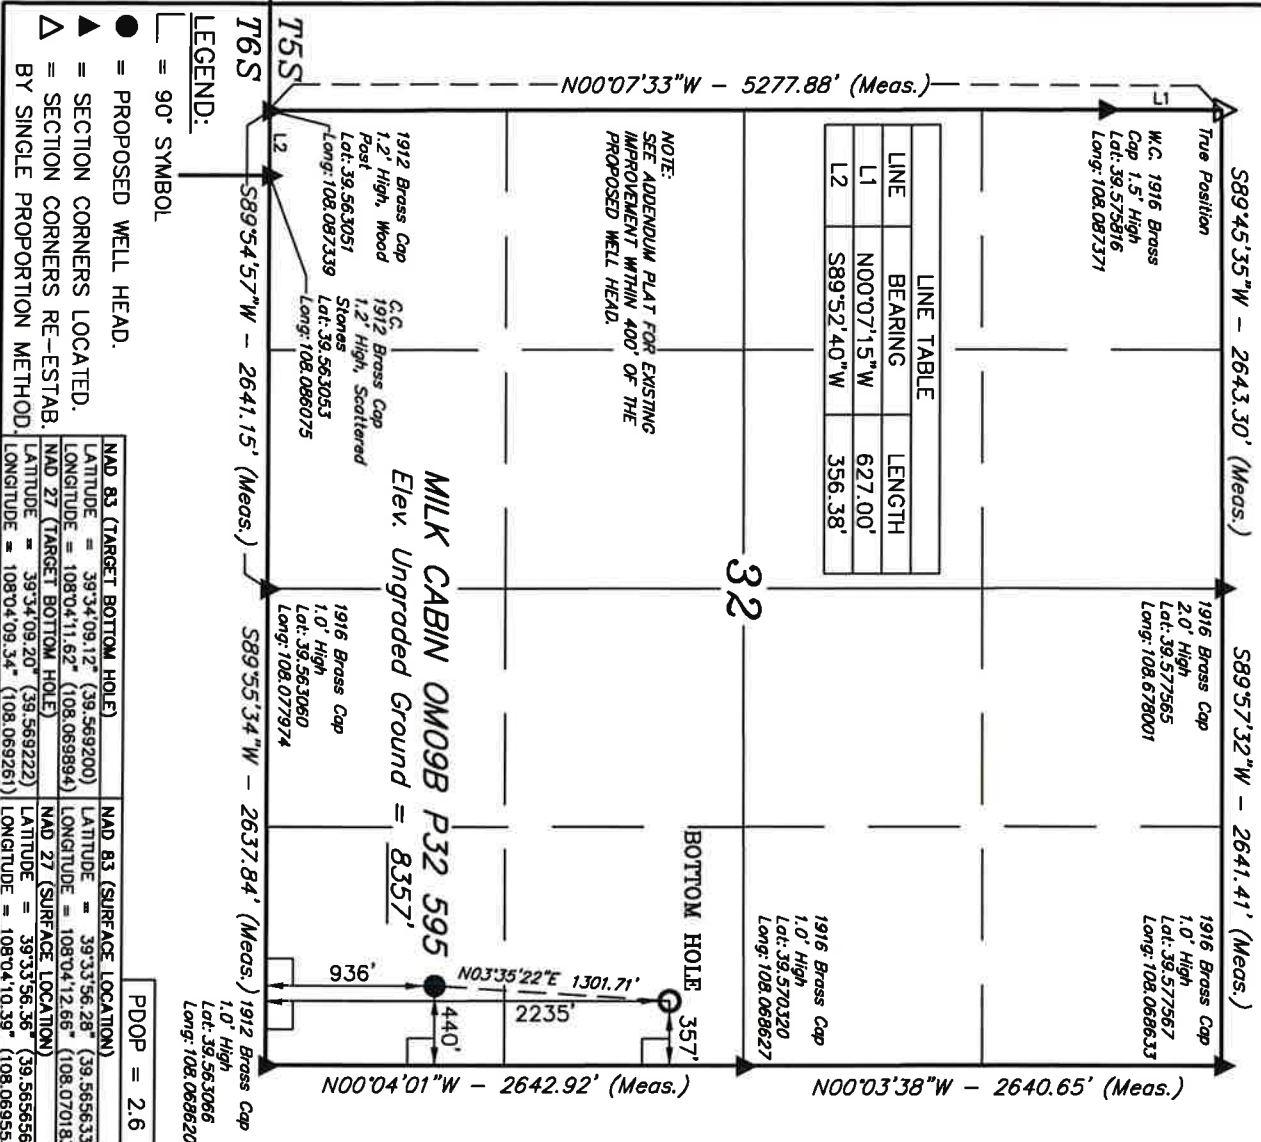 S89°45'35"W - 2643.30' (Meas.)
S89°57'32"W - 2641.41' (Meas.)
True Position
W.C. 1916 Brass
Cap 1.5' High
Lat: 39.575816
Long: 108.087371
L1
1916 Brass Cap
2.0' High
Lat: 39.577565
Long: 108.678001
1916 Brass Cap
1.0' High
Lat: 39.577567
Long: 108.068633
N00°07'33"W - 5277.88' (Meas.)
LINE TABLE
LINE BEARING LENGTH
L1 N00°07'15"W 627.00'
L2 S89°52'40"W 356.38'
32
NOTE:
SEE ADDENDUM PLAT FOR EXISTING
IMPROVEMENT WITHIN 400' OF THE
PROPOSED WELL HEAD.
1916 Brass Cap
1.0' High
Lat: 39.570320
Long: 108.068627
N00°03'38"W - 2640.65' (Meas.)
BOTTOM HOLE
357'
N03°35'22"E 1301.71'
2235'
936'
440'
N00°04'01"W - 2642.92' (Meas.)
MILK CABIN OM09B P32 595
Elev. Ungraded Ground = 8357'
1912 Brass Cap
1.2' High, Wood
Post
Lat: 39.563051
Long: 108.087339
C.C.
1912 Brass Cap
1.2' High, Scattered
Stones
Lat: 39.563053
Long: 108.086075
1916 Brass Cap
1.0' High
Lat: 39.563060
Long: 108.077974
1912 Brass Cap
1.0' High
Lat: 39.563066
Long: 108.068620
L2
T5S
T6S
S89°54'57"W - 2641.15' (Meas.)
S89°55'34"W - 2637.84' (Meas.)
LEGEND:
= 90° SYMBOL
= PROPOSED WELL HEAD.
= SECTION CORNERS LOCATED.
= SECTION CORNERS RE-ESTAB.
BY SINGLE PROPORTION METHOD.
PDOP = 2.6
NAD 83 (TARGET BOTTOM HOLE)
LATITUDE = 39°34'09.12" (39.569200)
LONGITUDE = 108°04'11.62" (108.069894)
NAD 27 (TARGET BOTTOM HOLE)
LATITUDE = 39°34'09.20" (39.569222)
LONGITUDE = 108°04'09.34" (108.069261)
NAD 83 (SURFACE LOCATION)
LATITUDE = 39°33'56.28" (39.565633
LONGITUDE = 108°04'12.66" (108.07018
NAD 27 (SURFACE LOCATION)
LATITUDE = 39°33'56.36" (39.565656
LONGITUDE = 108°04'10.39" (108.06955